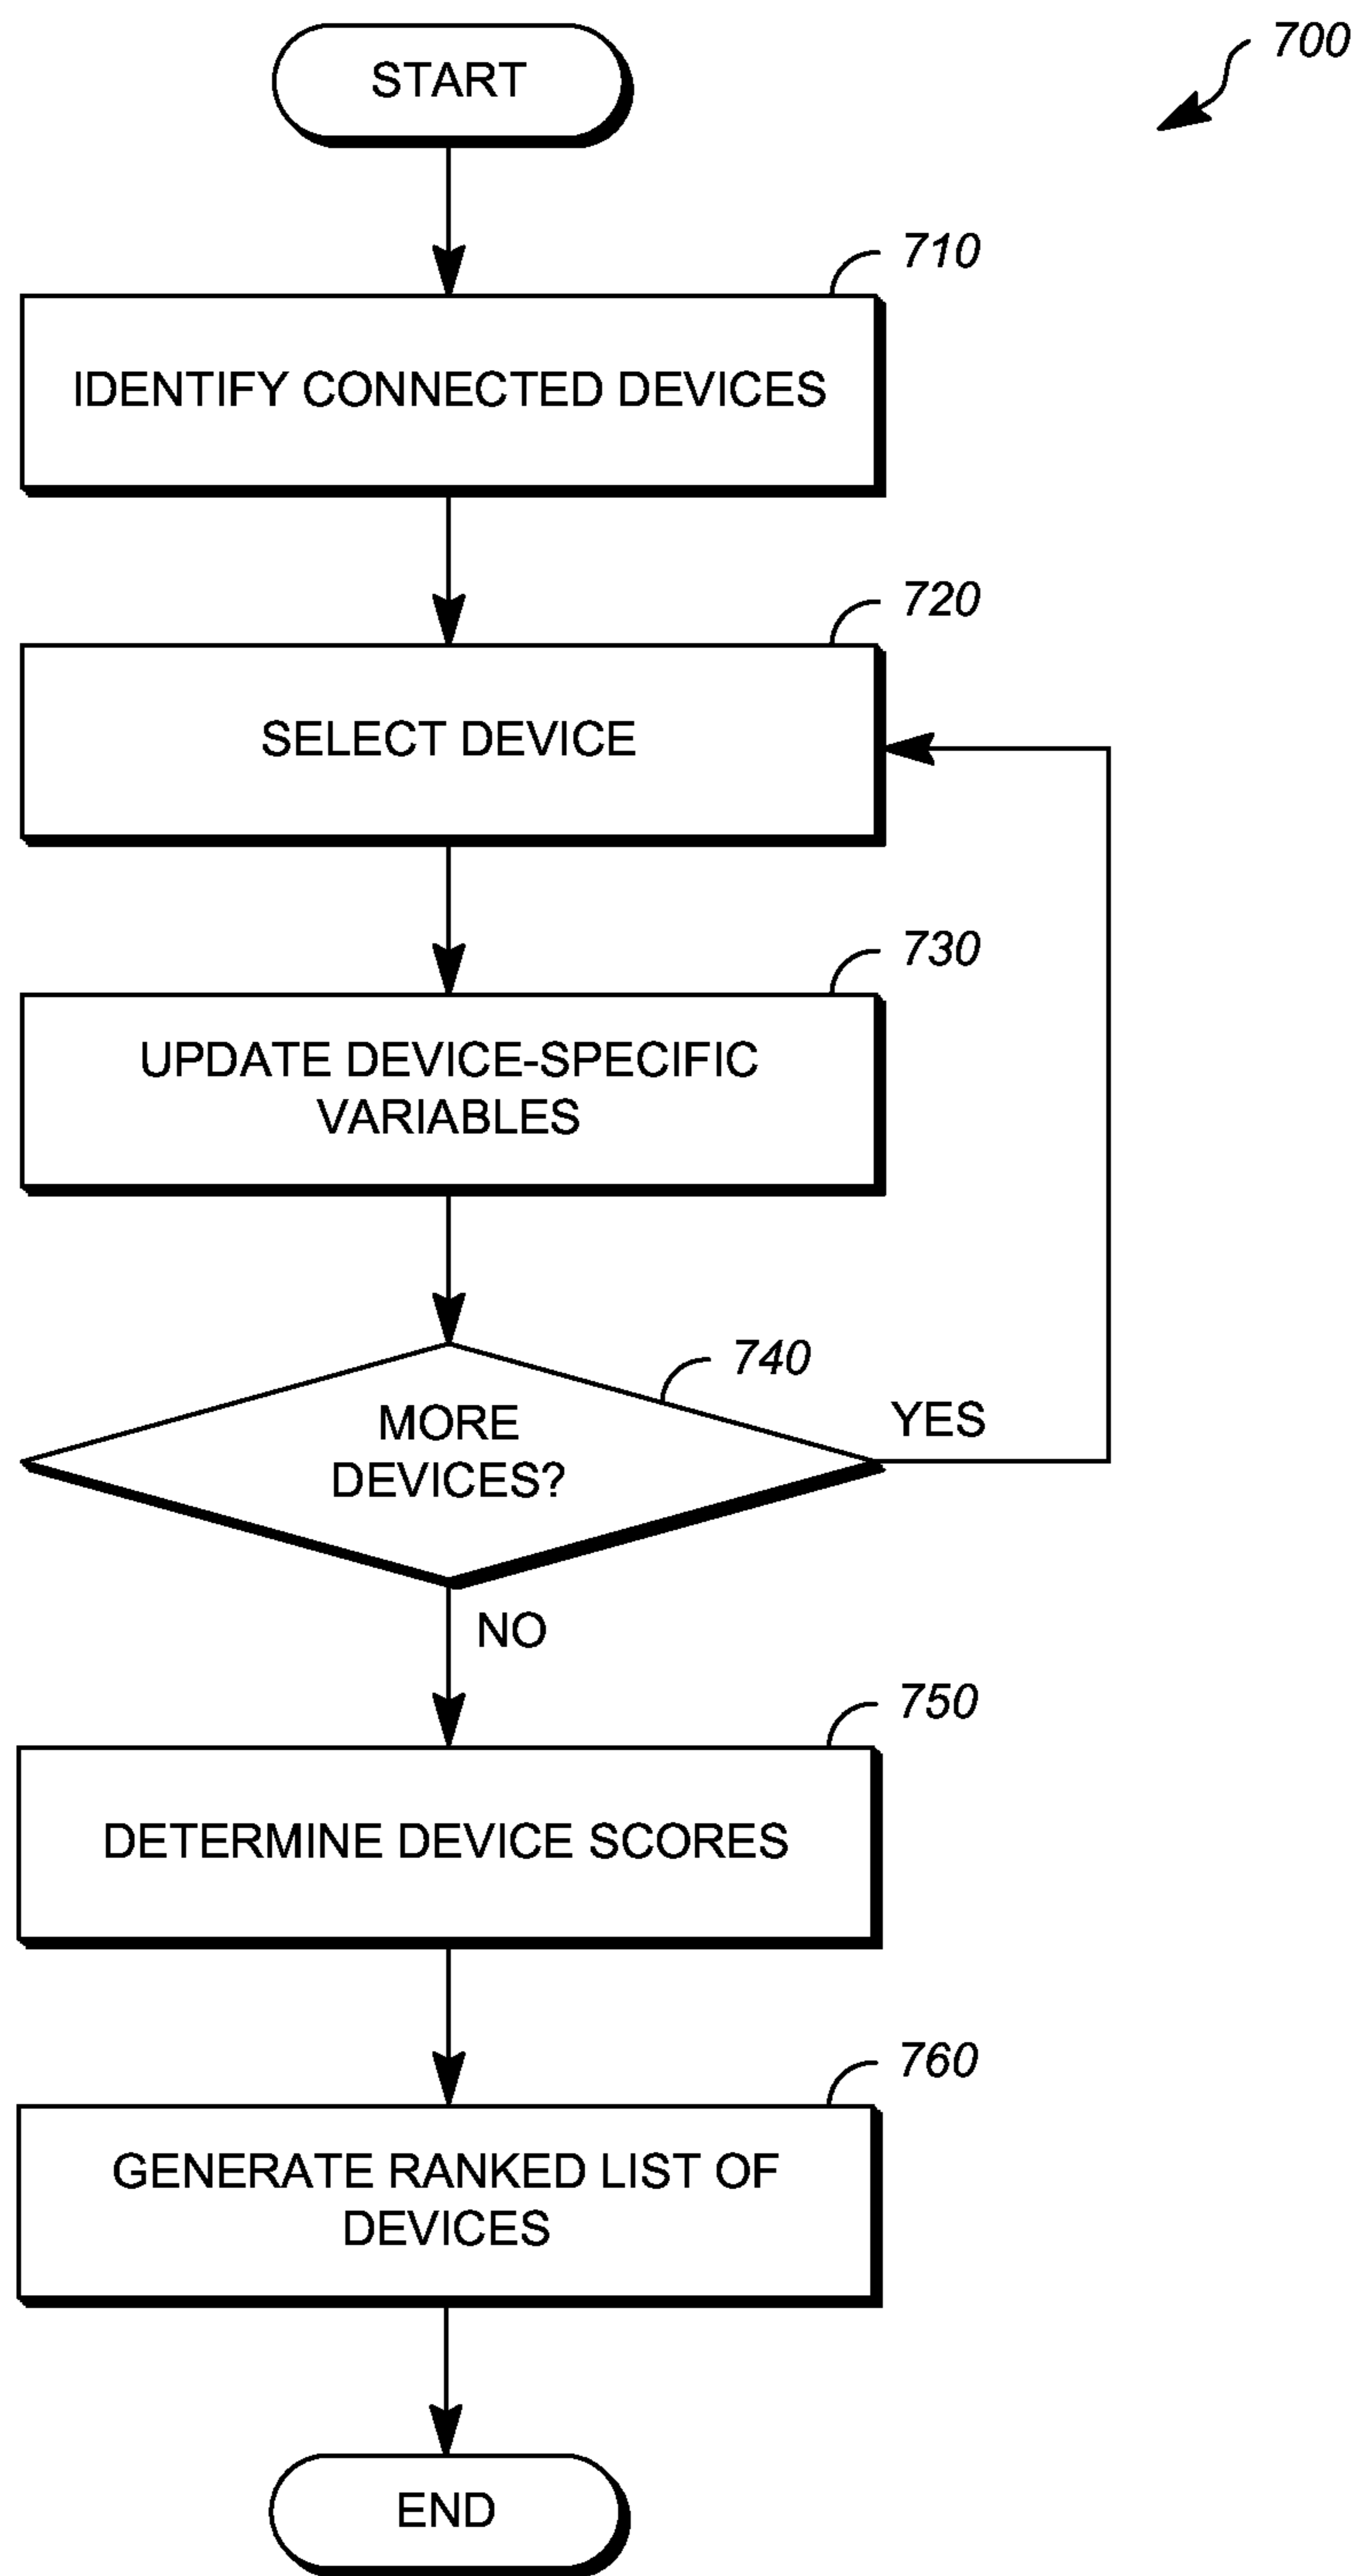 START
700
710
IDENTIFY CONNECTED DEVICES
720
SELECT DEVICE
730
UPDATE DEVICE-SPECIFIC
VARIABLES
740
MORE
DEVICES?
YES
NO
750
DETERMINE DEVICE SCORES
760
GENERATE RANKED LIST OF
DEVICES
END